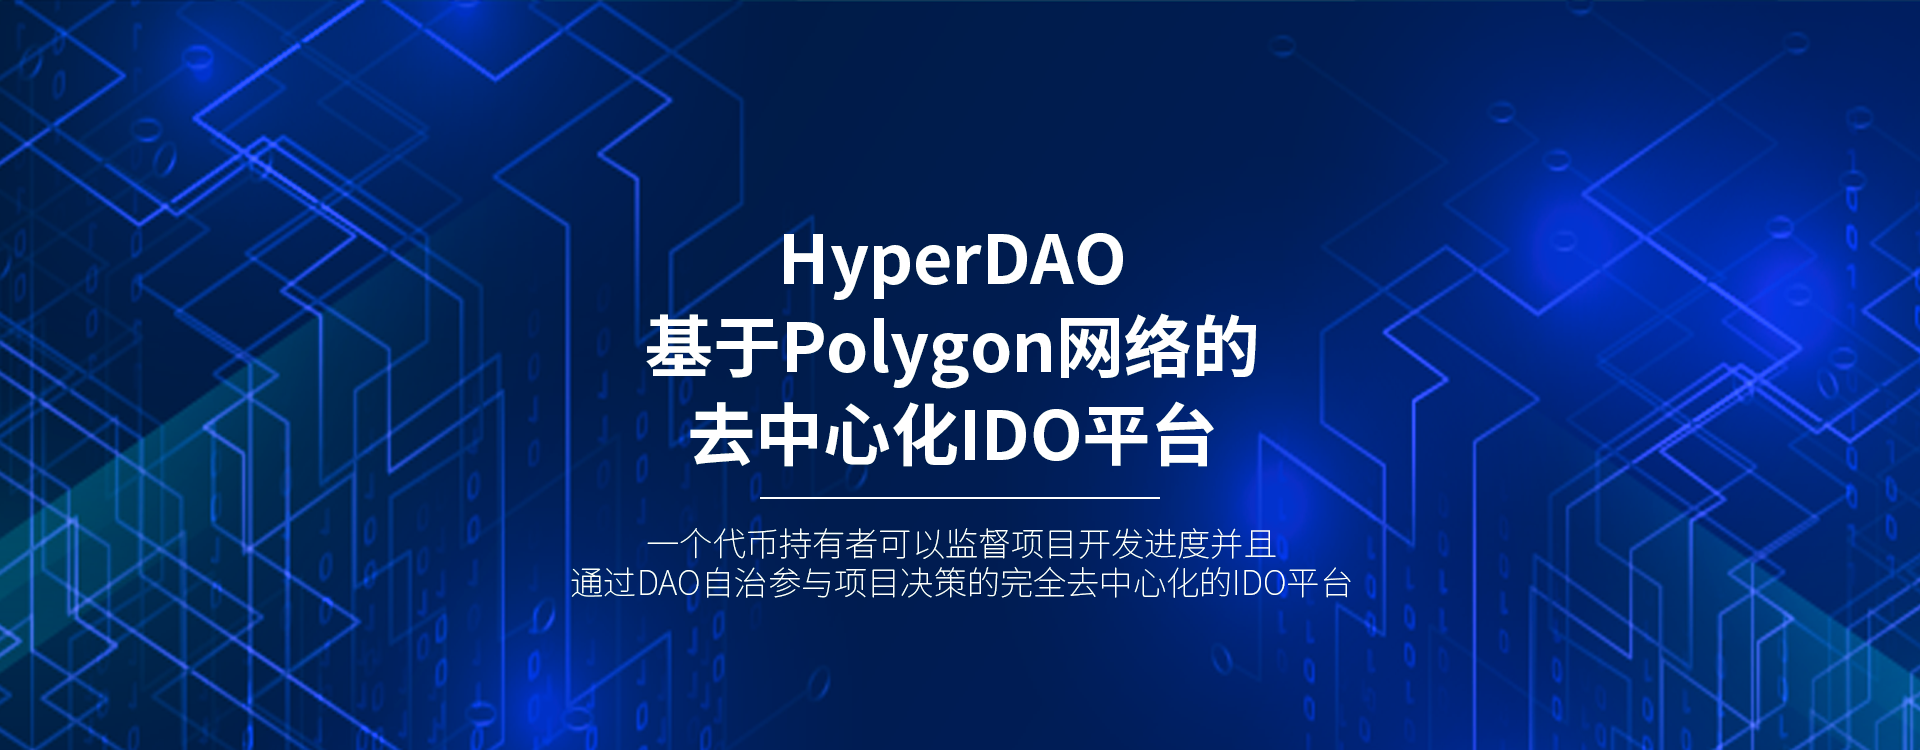 HyperDAO
基于Polygon网络的
去中心化IDO平台
一个代币持有者可以监督项目开发进度并且
通过DAO自治参与项目决策的完全去中心化的IDO平台